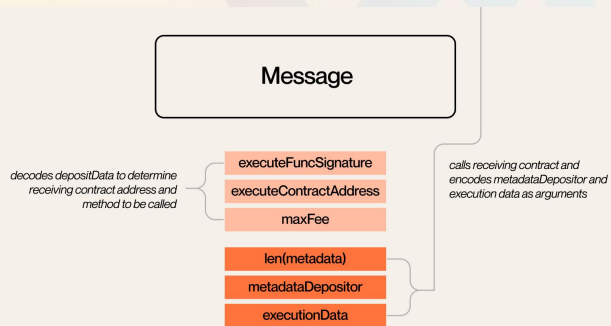 Message
executeFuncSignature
executeContractAddress
maxFee
decodes depositData to determine
receiving contract address and
method to be called
len(metadata)
metadataDepositor
executionData
calls receiving contract and
encodes metadataDepositor and
execution data as arguments